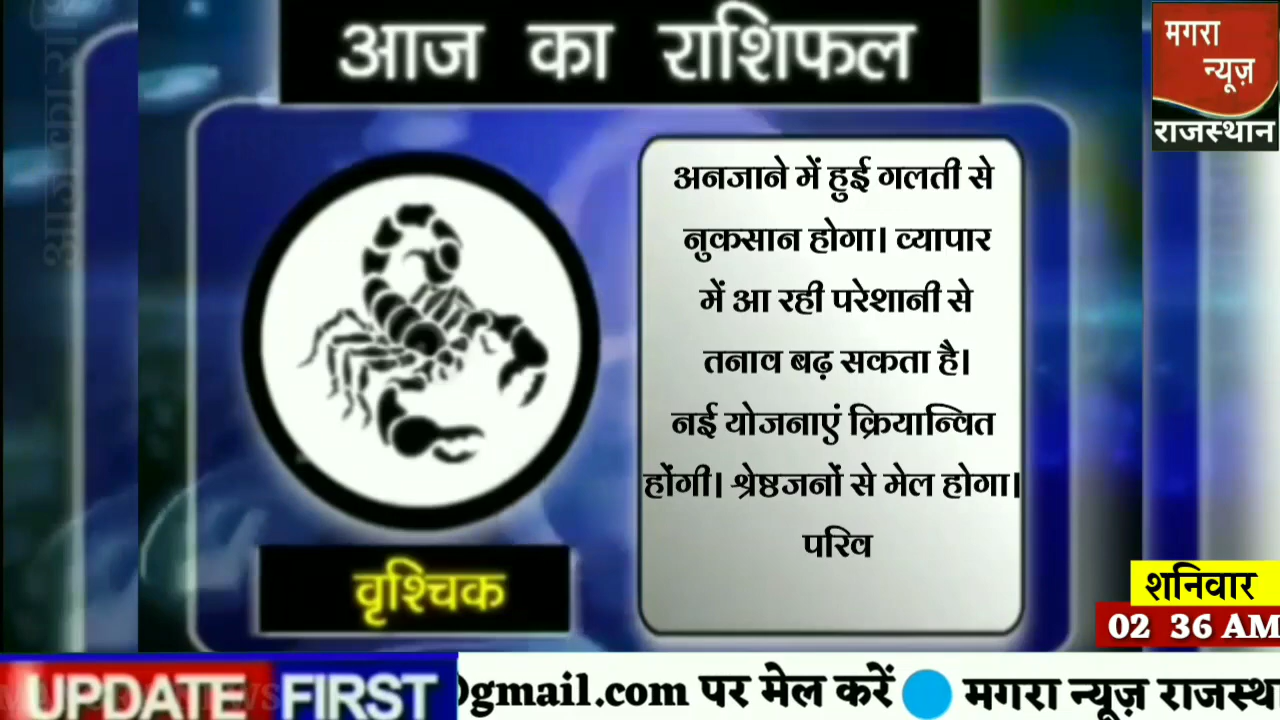 आज का राशिफल
मगरा
न्यूज़
राजस्थान
अनजाने में हुई गलती से
नुकसान होगा। व्यापार
में आ रही परेशानी से
तनाव बढ़ सकता है।
नई योजनाएं क्रियान्वित
होंगी। श्रेष्ठजनों से मेल होगा।
परिव
वृश्चिक
शनिवार
02 36 AM
UPDATE FIRST
@gmail.com पर मेल करें मगरा न्यूज़ राजस्था